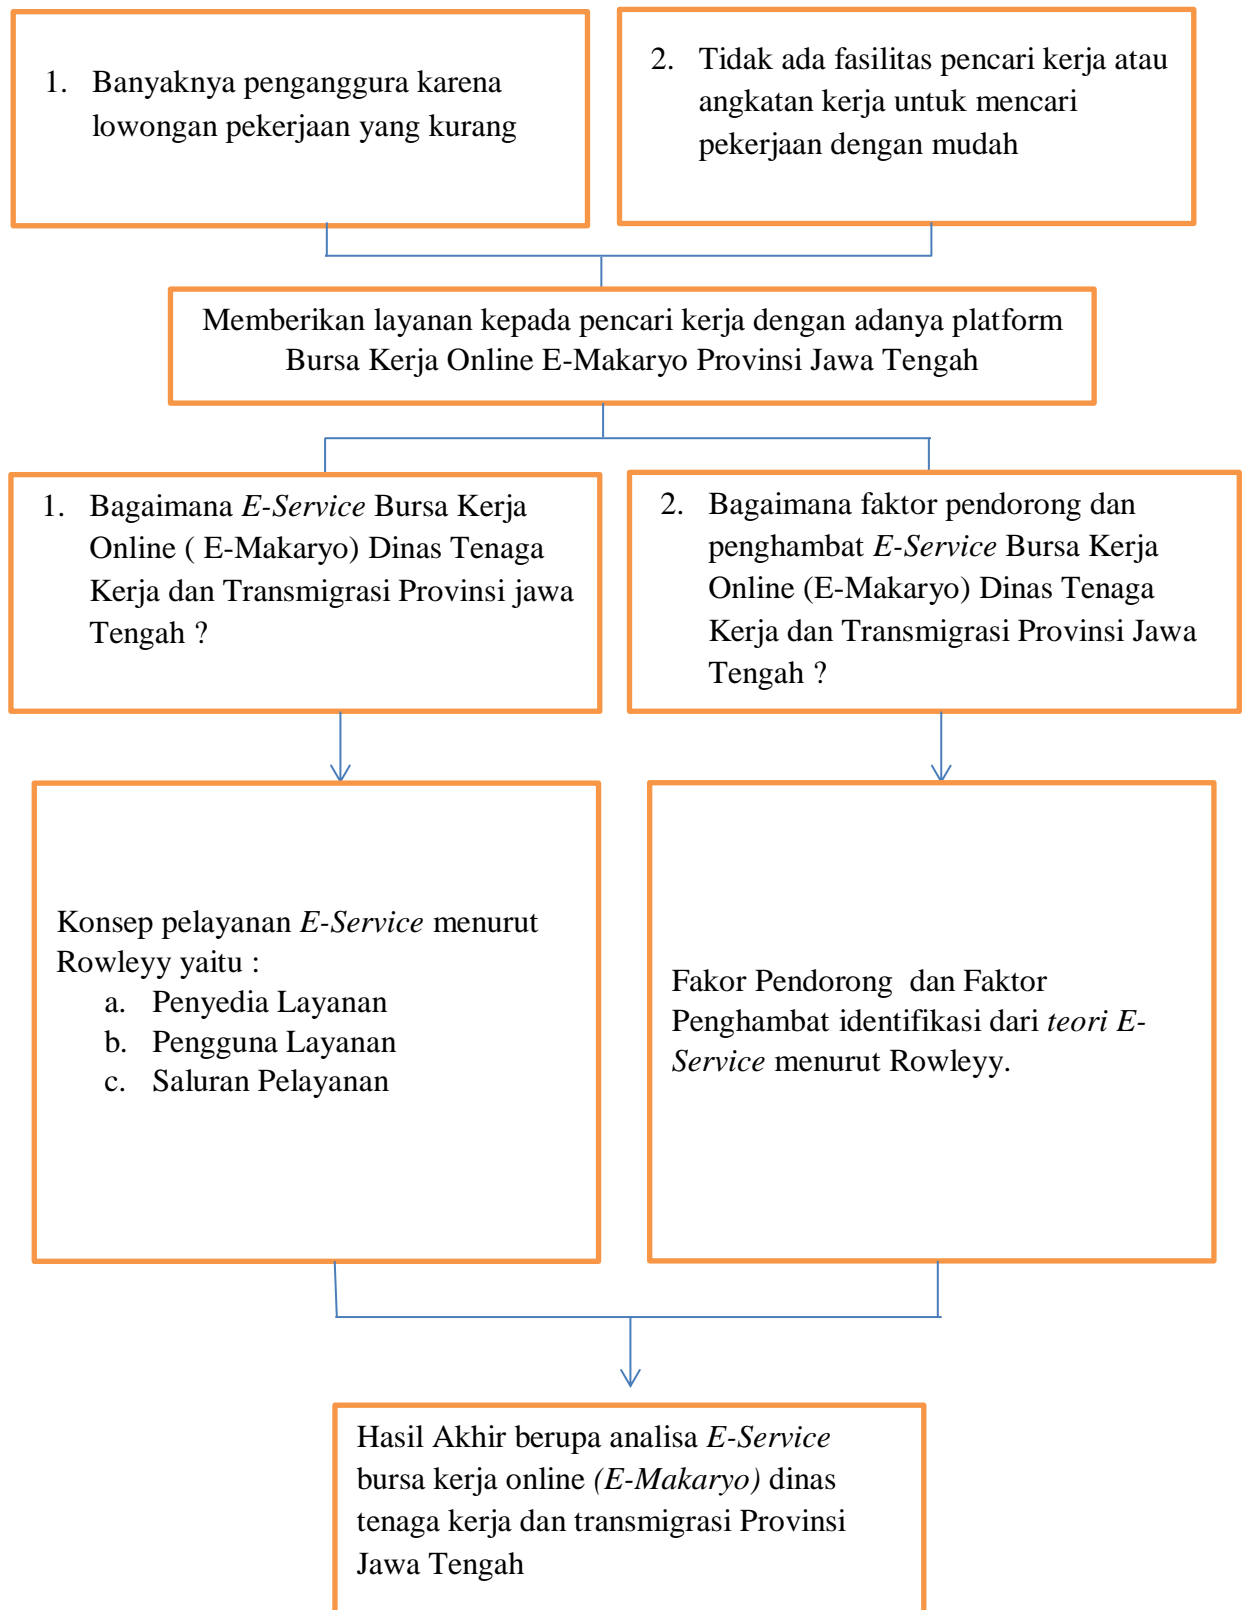 1. Banyaknya penganggura karena
lowongan pekerjaan yang kurang
2. Tidak ada fasilitas pencari kerja atau
angkatan kerja untuk mencari
pekerjaan dengan mudah
Memberikan layanan kepada pencari kerja dengan adanya platform
Bursa Kerja Online E-Makaryo Provinsi Jawa Tengah
1. Bagaimana E-Service Bursa Kerja
Online ( E-Makaryo) Dinas Tenaga
Kerja dan Transmigrasi Provinsi jawa
Tengah ?
2. Bagaimana faktor pendorong dan
penghambat E-Service Bursa Kerja
Online (E-Makaryo) Dinas Tenaga
Kerja dan Transmigrasi Provinsi Jawa
Tengah ?
Konsep pelayanan E-Service menurut
Rowleyy yaitu :
a. Penyedia Layanan
b. Pengguna Layanan
c. Saluran Pelayanan
Fakor Pendorong  dan Faktor
Penghambat identifikasi dari teori E-
Service menurut Rowleyy.
Hasil Akhir berupa analisa E-Service
bursa kerja online (E-Makaryo) dinas
tenaga kerja dan transmigrasi Provinsi
Jawa Tengah